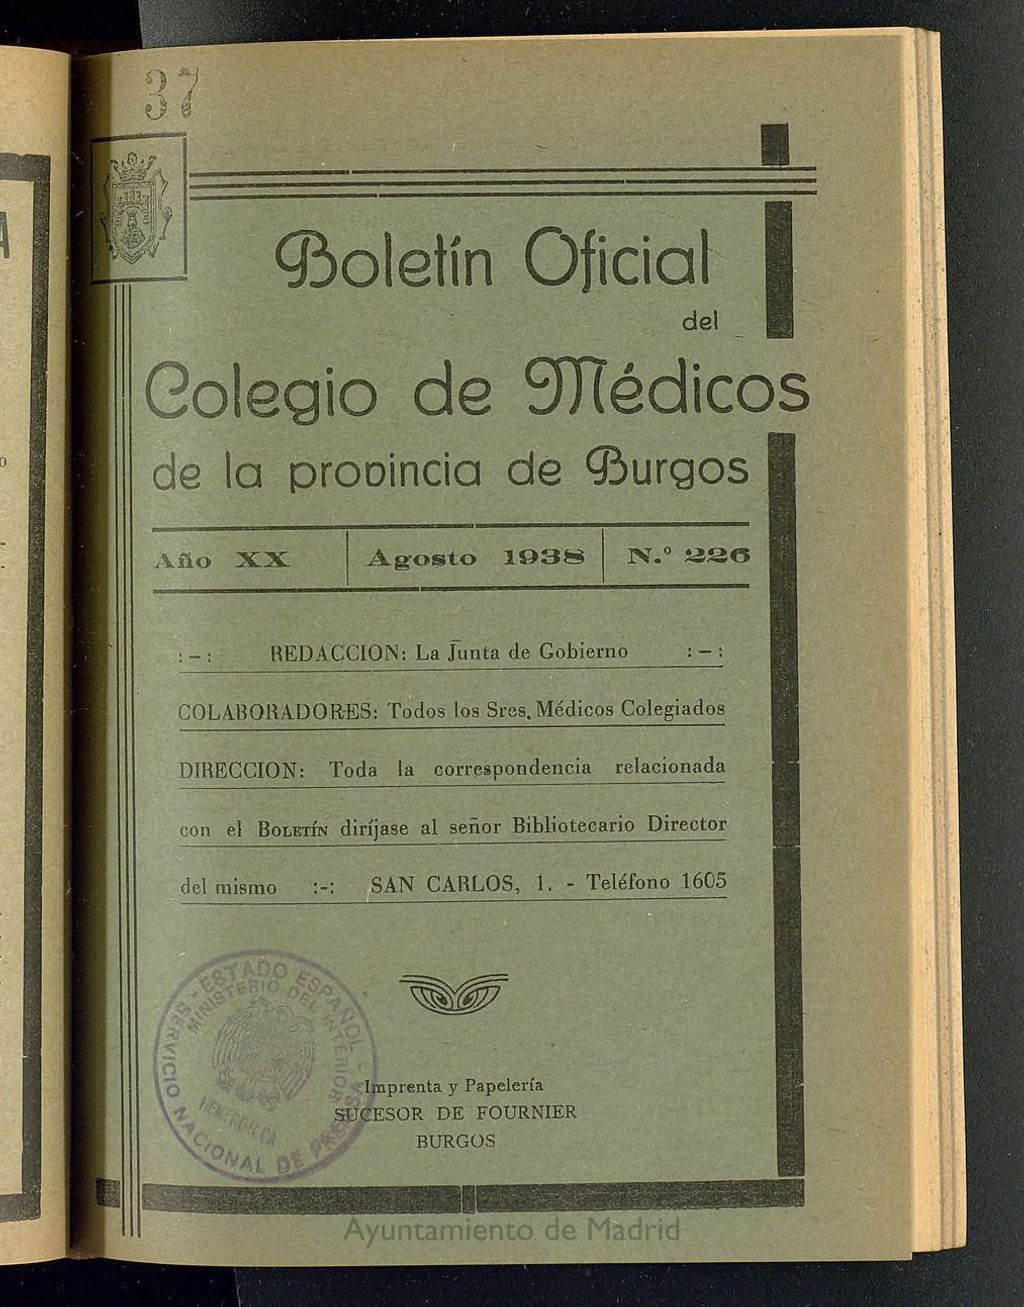 37
Boletín Oficial
del
Colegio de Médicos
de la provincia de Burgos
Año XX Agosto 1938 N.º 226
:-: REDACCION: La Junta de Gobierno :-:
COLABORADORES: Todos los Sres. Médicos Colegiados
DIRECCION: Toda la correspondencia relacionada
con el BOLETÍN diríjase al señor Bibliotecario Director
del mismo :-: SAN CARLOS, 1. - Teléfono 1605
- ESTADO ESPAÑOL -
MINISTERIO DEL INTERIOR
SERVICIO NACIONAL DE PRENSA
HEMEROTECA
Imprenta y Papelería
SUCESOR DE FOURNIER
BURGOS
Ayuntamiento de Madrid